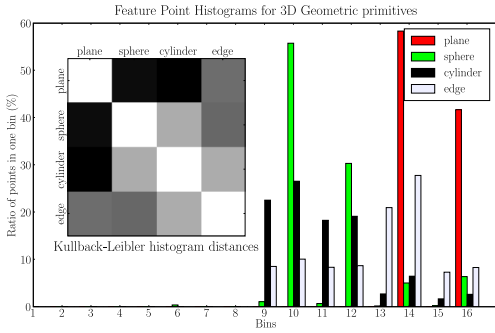 Feature Point Histograms for 3D Geometric primitives
Ratio of points in one bin (%)
60
50
40
30
20
10
0
plane sphere cylinder edge
plane
sphere
cylinder
edge
Kullback-Leibler histogram distances
plane
sphere
cylinder
edge
1 2 3 4 5 6 7 8 9 10 11 12 13 14 15 16
Bins